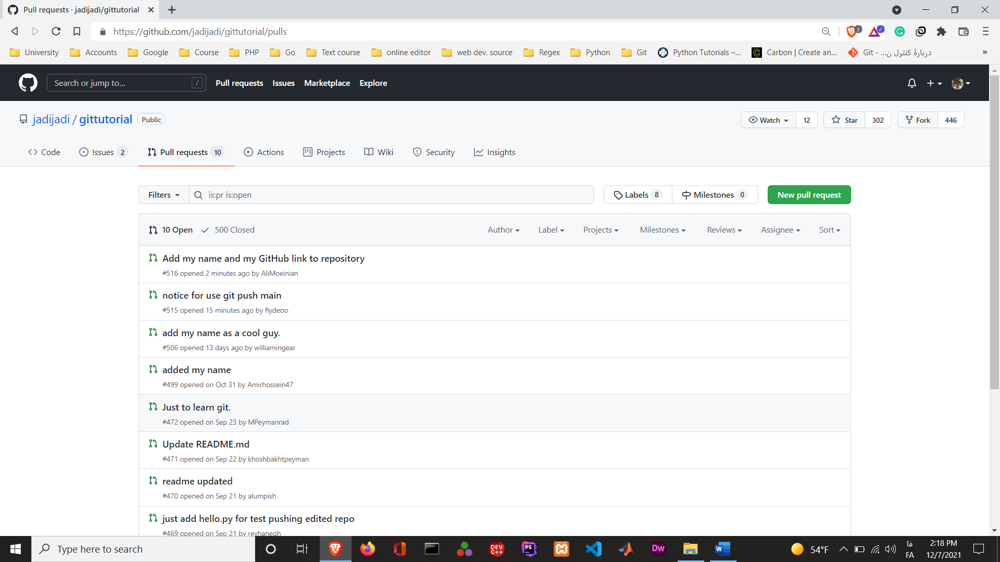 Pull requests · jadijadi/gittutorial
https://github.com/jadijadi/gittutorial/pulls
2
University Accounts Google Course PHP Go Text course online editor web dev. source Regex Python Git Python Tutorials –... Carbon | Create an... Git - ...دربارهٔ کنترل ن »
Search or jump to... / Pull requests Issues Marketplace Explore
jadijadi / gittutorial Public Watch 12 Star 302 Fork 446
Code Issues 2 Pull requests 10 Actions Projects Wiki Security Insights
Filters is:pr is:open Labels 8 Milestones 0 New pull request
10 Open 500 Closed Author Label Projects Milestones Reviews Assignee Sort
Add my name and my GitHub link to repository
#516 opened 2 minutes ago by AliMoeinian
notice for use git push main
#515 opened 15 minutes ago by flydeoo
add my name as a cool guy.
#506 opened 13 days ago by williamingear
added my name
#499 opened on Oct 31 by Amirhossein47
Just to learn git.
#472 opened on Sep 23 by MPeymanrad
Update README.md
#471 opened on Sep 22 by khoshbakhtpeyman
readme updated
#470 opened on Sep 21 by alumpish
just add hello.py for test pushing edited repo
#469 opened on Sep 21 by reyhanegh
Type here to search DEV C++ PS Dw W 54°F فا 2:18 PM
FA 12/7/2021